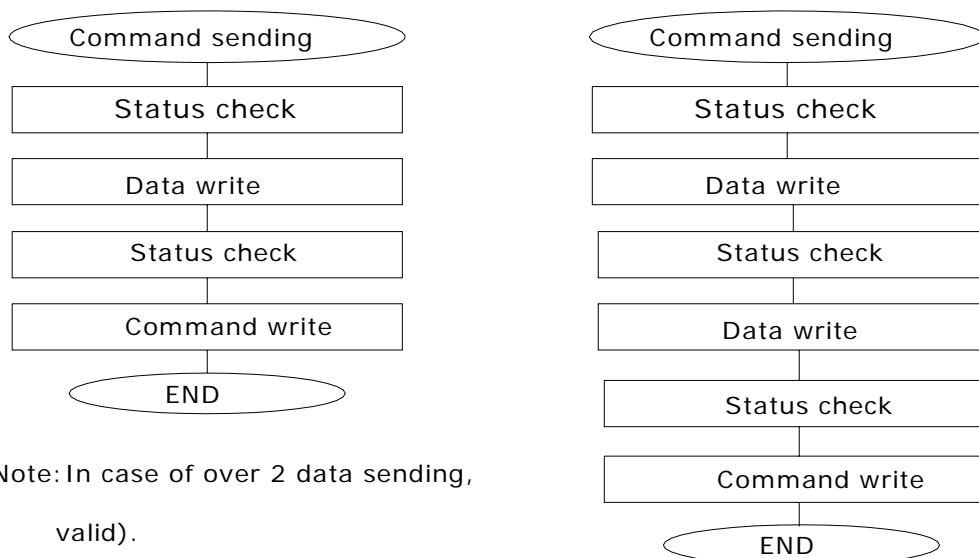 Command sending
Status check
Data write
Status check
Command write
END
Note: In case of over 2 data sending,
valid).
Command sending
Status check
Data write
Status check
Data write
Status check
Command write
END